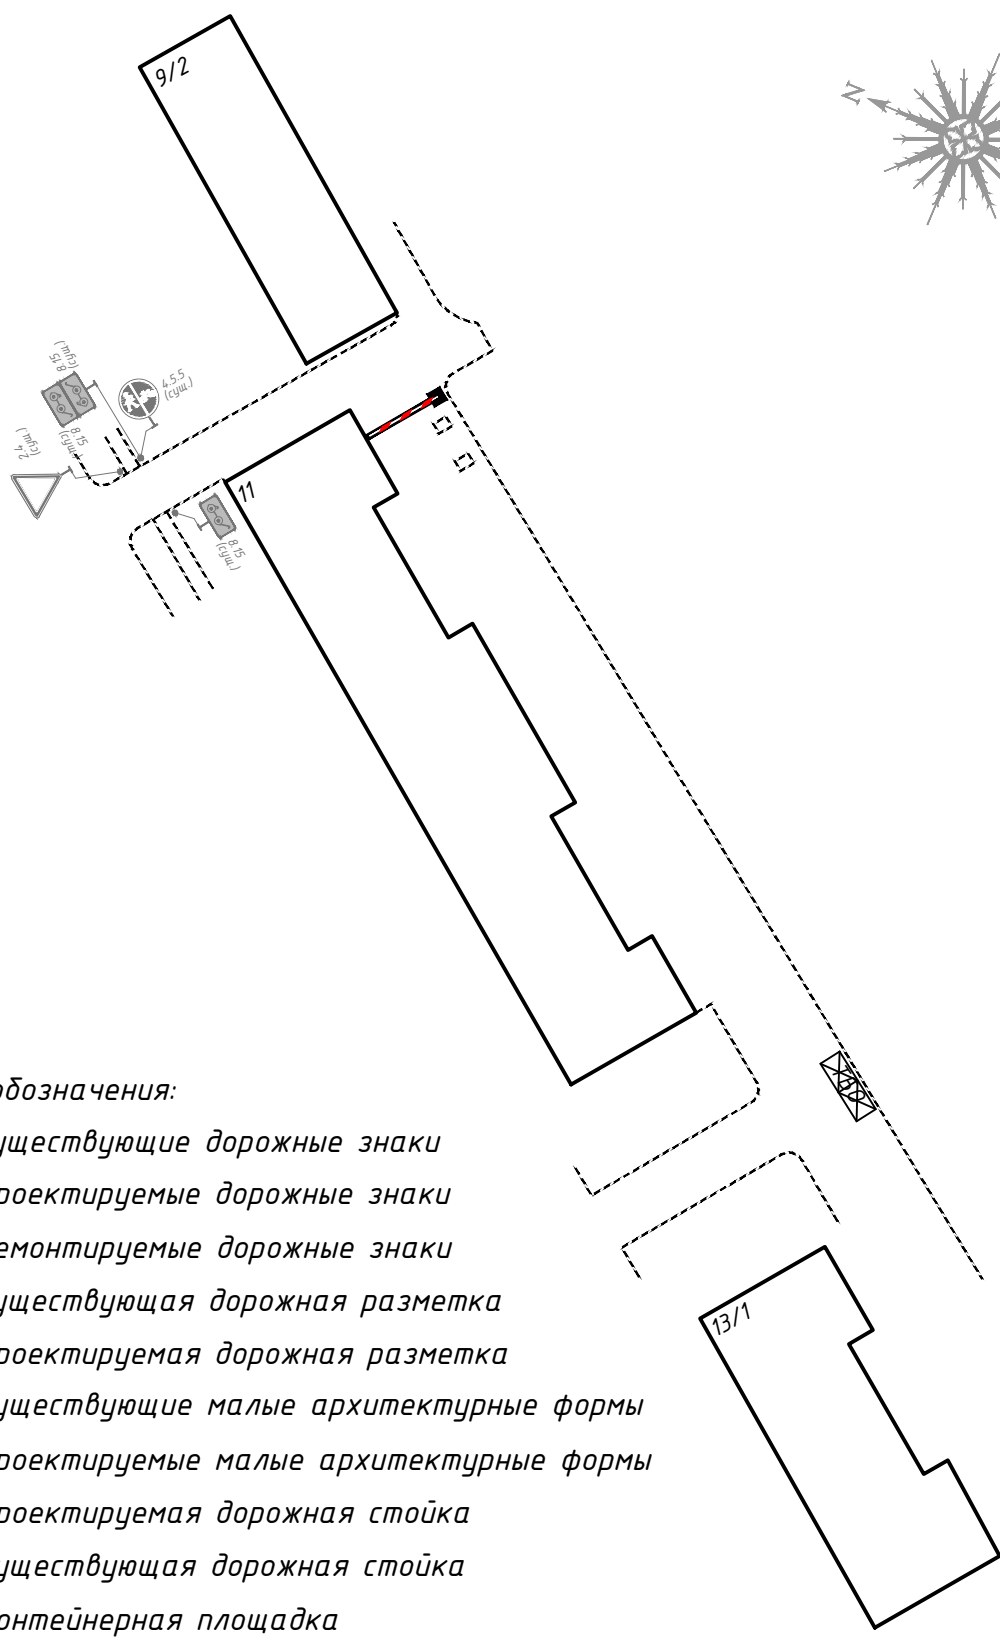 9/2
N
8.15
(сущ.)
4.5.5
(сущ.)
8.15
(сущ.)
2.4
(сущ.)
11
8.15
(сущ.)
обозначения:
уществующие дорожные знаки
роектируемые дорожные знаки
емонтируемые дорожные знаки
уществующая дорожная разметка
роектируемая дорожная разметка
уществующие малые архитектурные формы
роектируемые малые архитектурные формы
роектируемая дорожная стойка
уществующая дорожная стойка
онтейнерная площадка
13/1